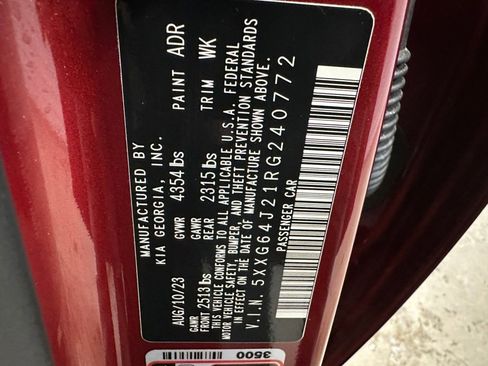 MANUFACTURED BY
KIA GEORGIA, INC.
AUG/10/23 GVWR 4354 lbs PAINT ADR
GAWR GAWR
FRONT 2513 lbs REAR 2315 lbs TRIM WK
THIS VEHICLE CONFORMS TO ALL APPLICABLE U.S.A. FEDERAL
MOTOR VEHICLE SAFETY, BUMPER, AND THEFT PREVENTION STANDARDS
IN EFFECT ON THE DATE OF MANUFACTURE SHOWN ABOVE.
V.I.N. 5XXG64J21RG240772
PASSENGER CAR
3500